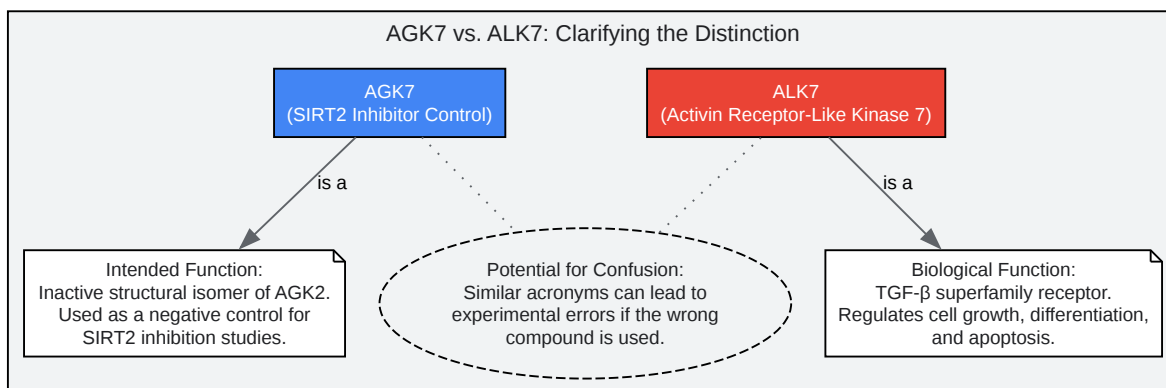 AGK7 vs. ALK7: Clarifying the Distinction
AGK7
(SIRT2 Inhibitor Control)
ALK7
(Activin Receptor-Like Kinase 7)
is a
is a
Intended Function:
Inactive structural isomer of AGK2.
Used as a negative control for
SIRT2 inhibition studies.
Potential for Confusion:
Similar acronyms can lead to
experimental errors if the wrong
compound is used.
Biological Function:
TGF-β superfamily receptor.
Regulates cell growth, differentiation,
and apoptosis.